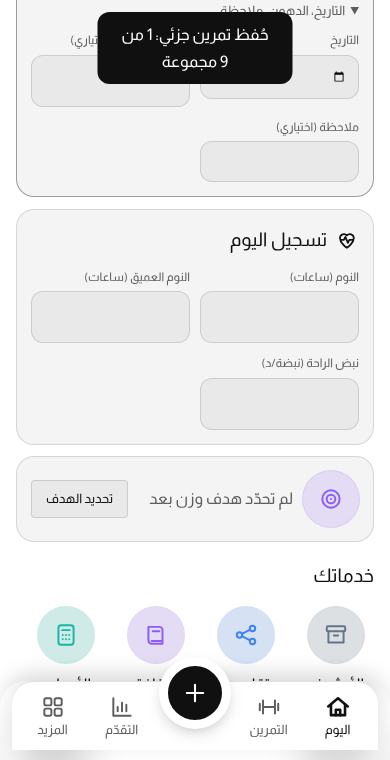 التاريخ، الدهون، ملاحظة
حُفظ تمرين جزئي: 1 من
9 مجموعة
التاريخ
ملاحظة (اختياري)
تسجيل اليوم
النوم (ساعات)
النوم العميق (ساعات)
نبض الراحة (نبضة/د)
لم تحدّد هدف وزن بعد
تحديد الهدف
خدماتك
اليوم
التمرين
التقدّم
المزيد